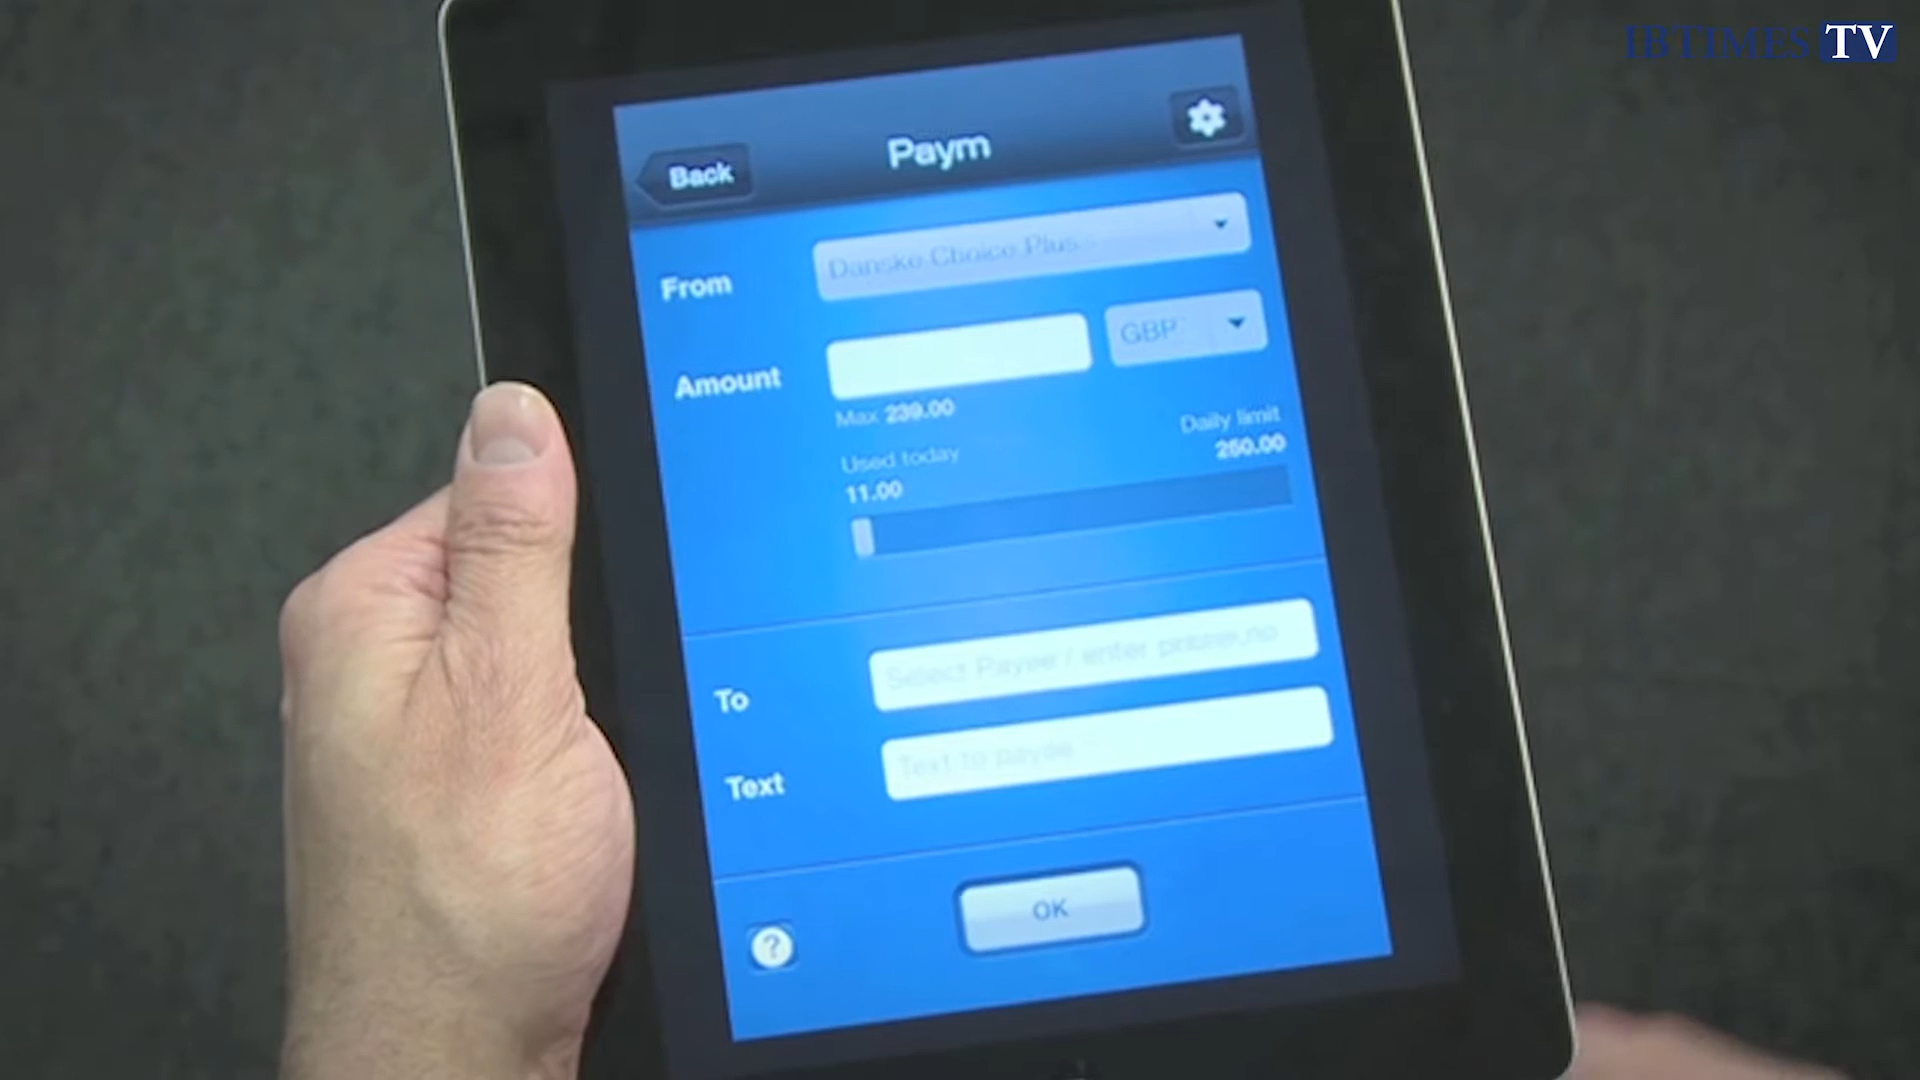 IBTIMES TV
Paym
Back
From
Danske Choice Plus...
Amount
GBP
Max 239.00
Daily limit
250.00
Used today
11.00
To
Select Payee / enter phone.no
Text
Text to payee
OK
?